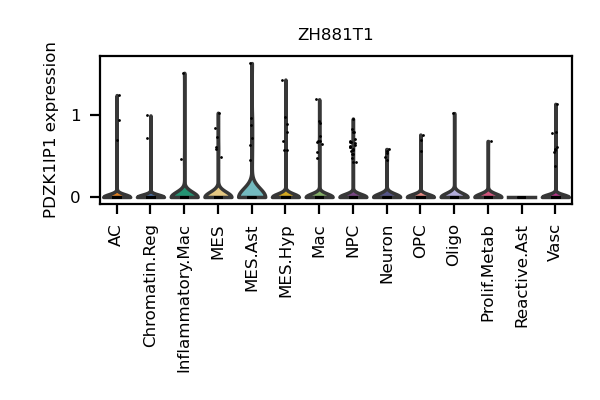 ZH881T1
PDZK1IP1 expression
1
0
AC
Chromatin.Reg
Inflammatory.Mac
MES
MES.Ast
MES.Hyp
Mac
NPC
Neuron
OPC
Oligo
Prolif.Metab
Reactive.Ast
Vasc